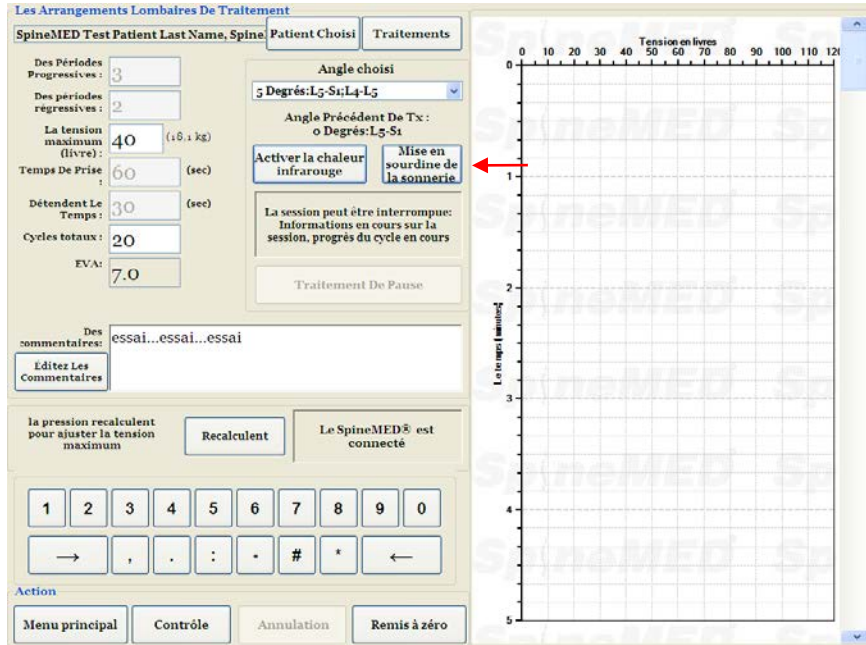 Les Arrangements Lombaires De Traitement
SpineMED Test Patient Last Name, Spine
Patient Choisi
Traitements
Des Périodes
Progressives :
3
Des périodes
régressives :
2
La tension
maximum
(livre) :
40
(18,1 kg)
Temps De Prise
:
60
(sec)
Détendent Le
Temps :
30
(sec)
Cycles totaux :
20
EVA:
7.0
Angle choisi
5 Degrés:L5-S1;L4-L5
Angle Précédent De Tx :
0 Degrés:L5-S1
Activer la chaleur
infrarouge
Mise en
sourdine de
la sonnerie
La session peut être interrompue:
Informations en cours sur la
session, progrès du cycle en cours
Traitement De Pause
Des
commentaires:
essai...essai...essai
Éditez Les
Commentaires
la pression recalculent
pour ajuster la tension
maximum
Recalculent
Le SpineMED® est
connecté
1 2 3 4 5 6 7 8 9 0
→ , . : - # * ←
Action
Menu principal
Contrôle
Annulation
Remis à zéro
Tension en livres
0 10 20 30 40 50 60 70 80 90 100 110 120
Le temps [minutes]
0
1
2
3
4
5
SpineMED
SpineMED
SpineMED
SpineMED
SpineMED
SpineMED